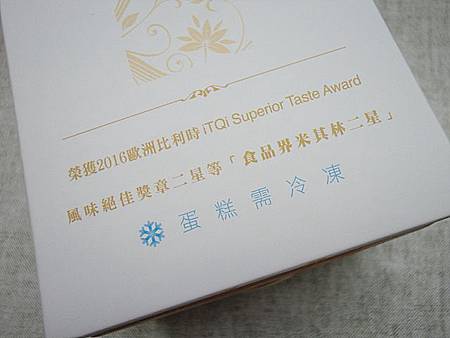 榮獲2016歐洲比利時 iTQi Superior Taste Award
風味絕佳獎章二星等「食品界米其林二星」
蛋糕需冷凍